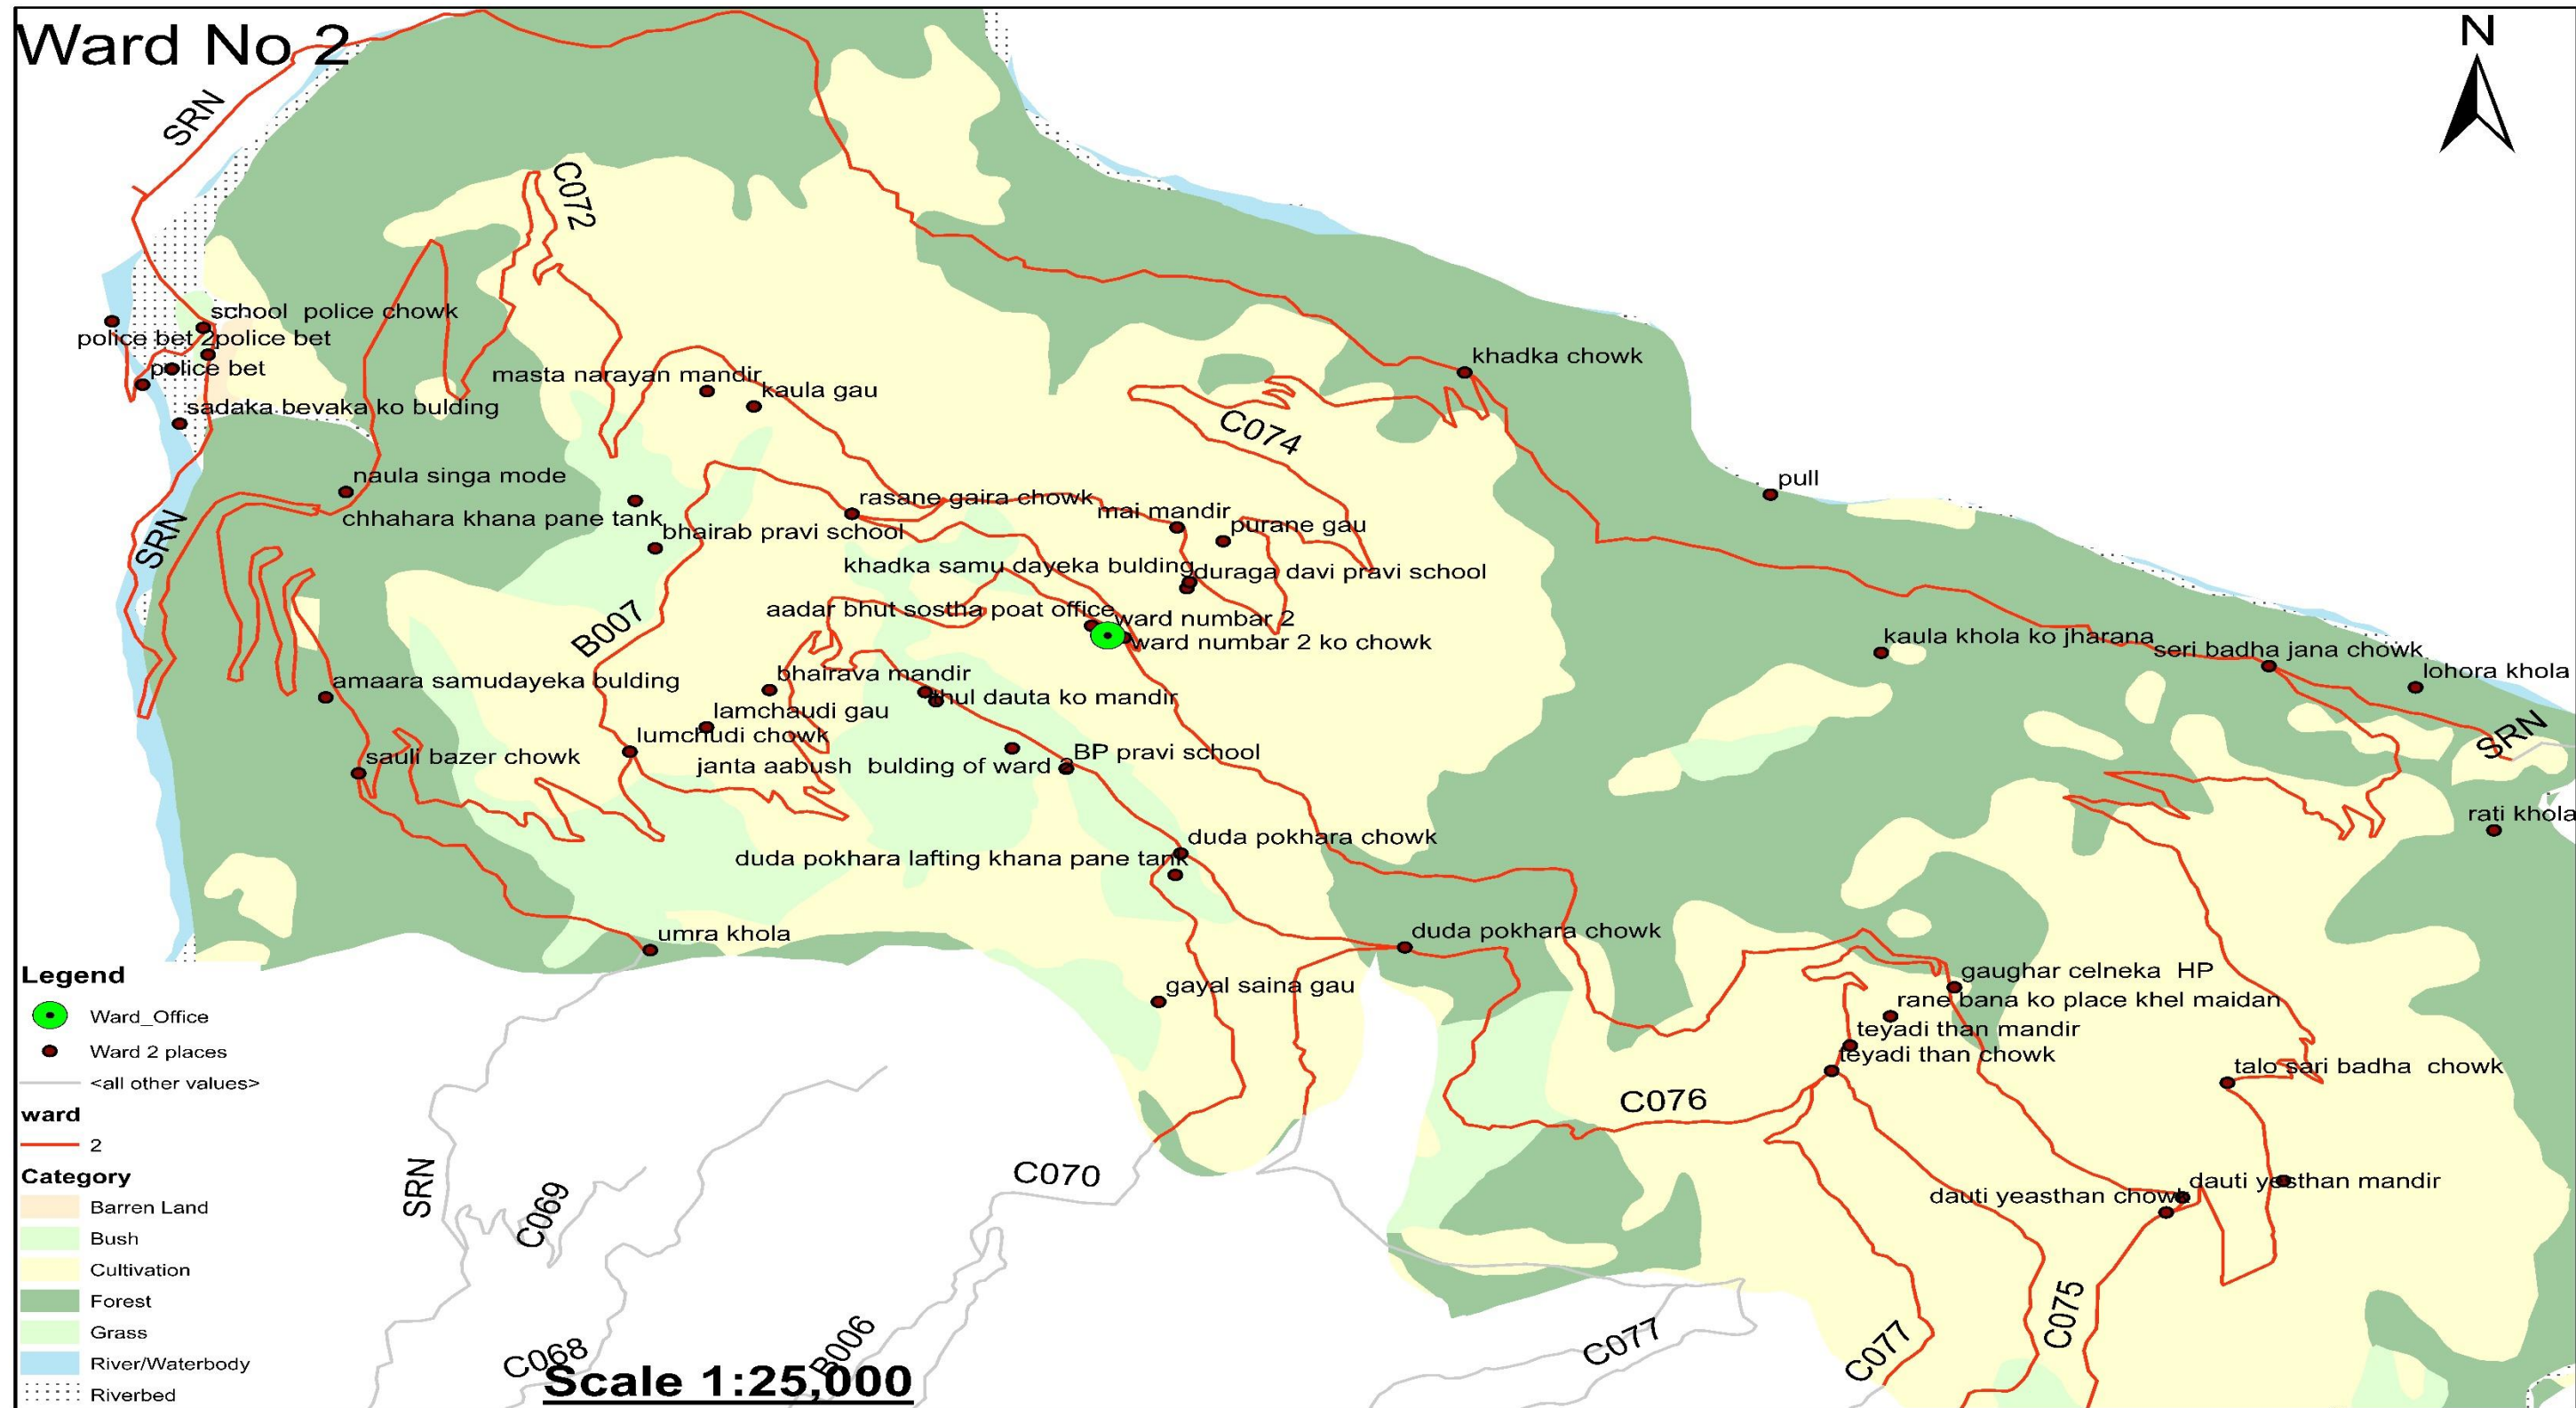 Ward No 2
N
SRN
C072
school  police chowk
police bet 2
police bet
police bet
khadka chowk
masta narayan mandir
kaula gau
sadaka bevaka ko bulding
C074
naula singa mode
pull
rasane gaira chowk
chhahara khana pane tank
mai mandir
purane gau
bhairab pravi school
SRN
khadka samu dayeka bulding
duraga davi pravi school
aadar bhut sostha poat office
ward numbar 2
B007
ward numbar 2 ko chowk
kaula khola ko jharana
seri badha jana chowk
bhairava mandir
lohora khola
amaara samudayeka bulding
thul dauta ko mandir
lamchaudi gau
lumchudi chowk
SRN
sauli bazer chowk
BP pravi school
janta aabush  bulding of ward 2
rati khola
duda pokhara chowk
duda pokhara lafting khana pane tank
umra khola
duda pokhara chowk
gaughar celneka  HP
gayal saina gau
rane bana ko place khel maidan
teyadi than mandir
teyadi than chowk
talo sari badha  chowk
C076
C070
SRN
dauti yeasthan chowk
dauti yesthan mandir
C069
C075
C068
B006
C077
C077
Legend
Ward_Office
Ward 2 places
<all other values>
ward
2
Category
Barren Land
Bush
Cultivation
Forest
Grass
River/Waterbody
Riverbed
Scale 1:25,000